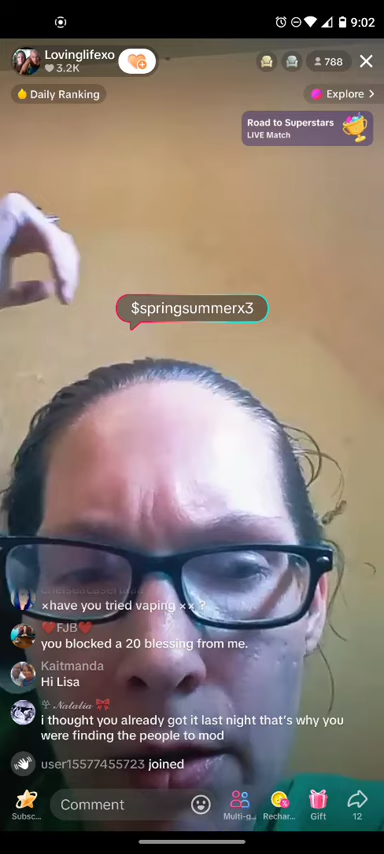 9:02
Lovinglifexo
3.2K
788
Daily Ranking
Explore
Road to Superstars
LIVE Match
$springsummerx3
×have you tried vaping ×× ?
FJB
you blocked a 20 blessing from me.
Kaitmanda
Hi Lisa
Natalia
i thought you already got it last night that's why you
were finding the people to mod
user15577455723 joined
Subsc...
Comment
Multi-g...
Rechar...
Gift
12